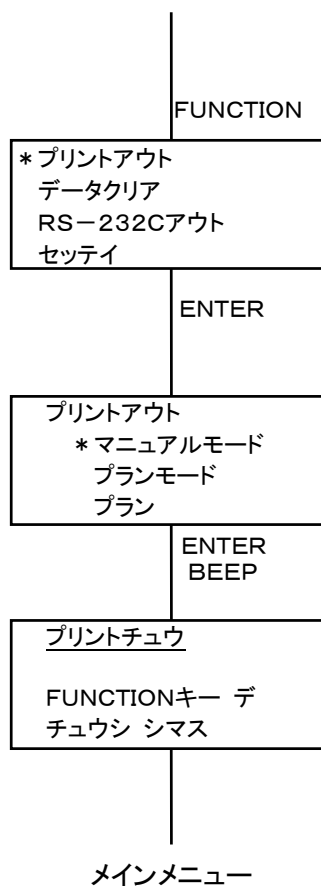 FUNCTION
*プリントアウト
データクリア
RS-232Cアウト
セッテイ
ENTER
プリントアウト
*マニュアルモード
プランモード
プラン
ENTER
BEEP
プリントチュウ
FUNCTIONキー デ
チュウシ シマス
メインメニュー